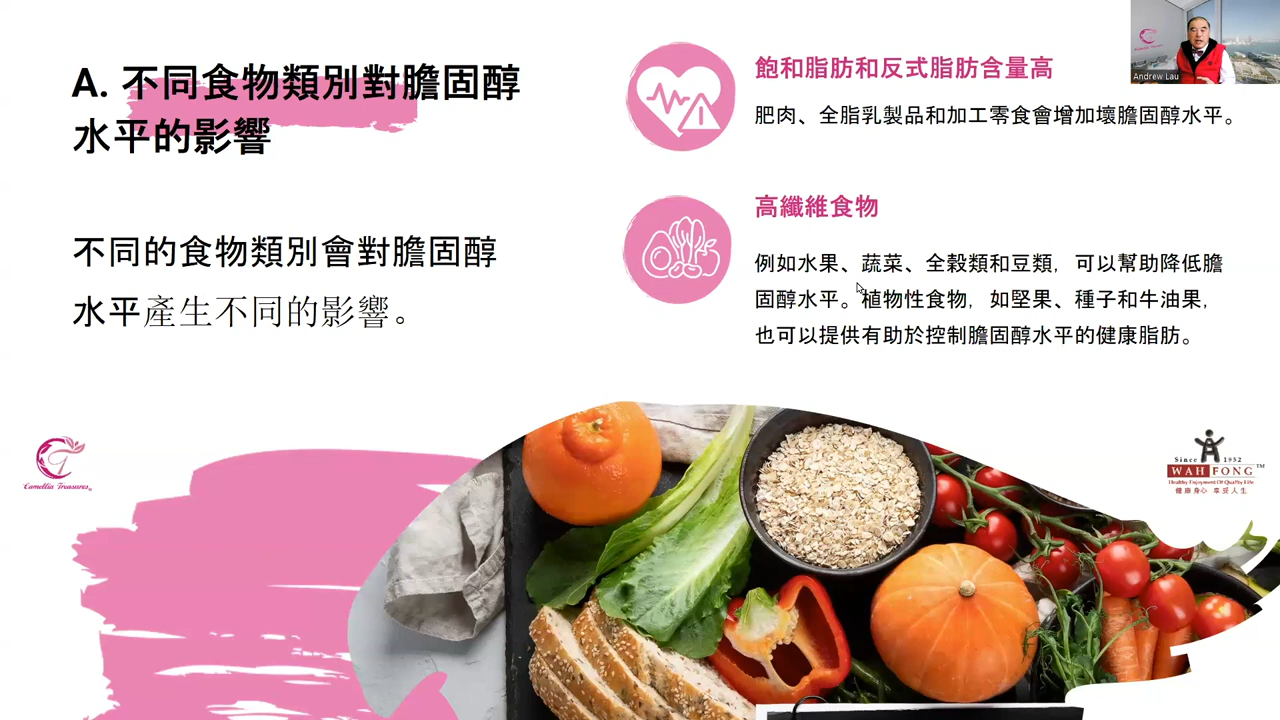 A. 不同食物類別對膽固醇
水平的影響
不同的食物類別會對膽固醇
水平產生不同的影響。
飽和脂肪和反式脂肪含量高
肥肉、全脂乳製品和加工零食會增加壞膽固醇水平。
高纖維食物
例如水果、蔬菜、全穀類和豆類，可以幫助降低膽
固醇水平。植物性食物，如堅果、種子和牛油果，
也可以提供有助於控制膽固醇水平的健康脂肪。
Andrew Lau
Camellia Treasures
Since 1952
WAH FONG TM
Healthy Enjoyment Of Quality Life
健康身心 享受人生